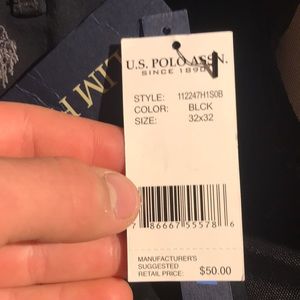 SLIM F
U.S. POLO ASSN.
SINCE 1890
STYLE: 112247H1S0B
COLOR: BLCK
SIZE: 32x32
7 86667 55578 6
MANUFACTURER'S
SUGGESTED
RETAIL PRICE: $50.00